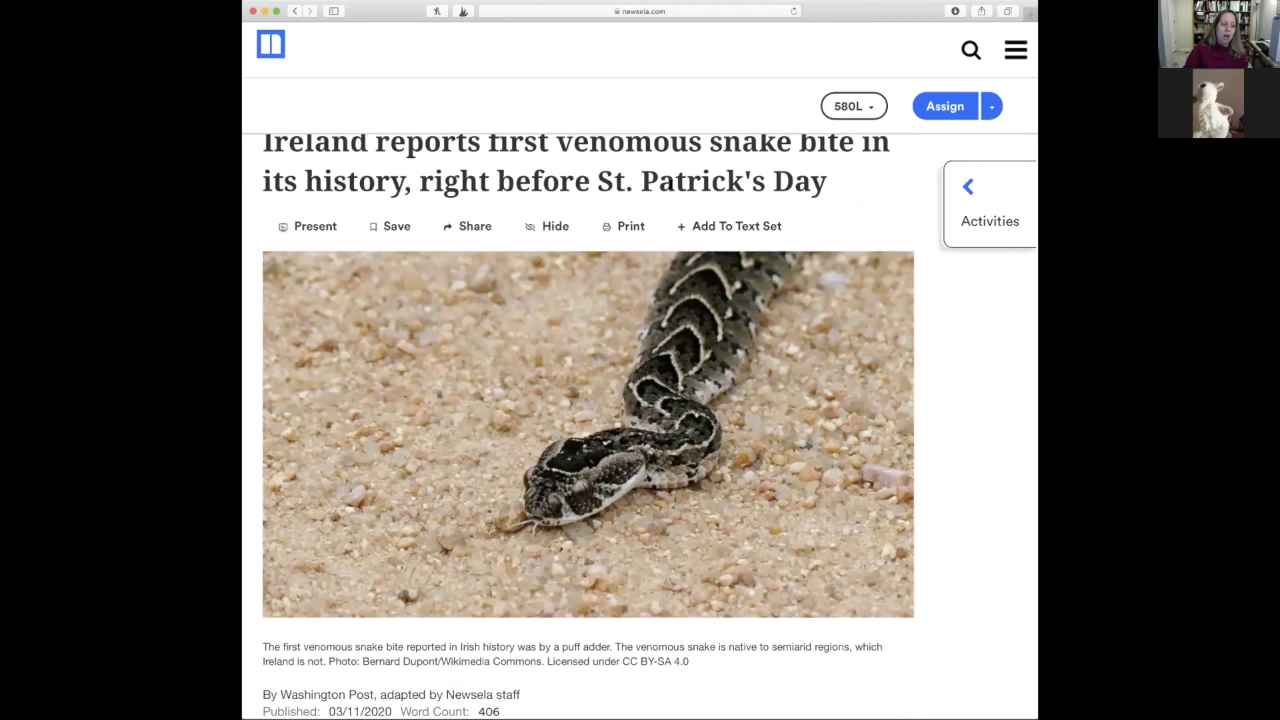 newsela.com
580L
Assign
Ireland reports first venomous snake bite in
its history, right before St. Patrick's Day
Present Save Share Hide Print + Add To Text Set
Activities
The first venomous snake bite reported in Irish history was by a puff adder. The venomous snake is native to semiarid regions, which
Ireland is not. Photo: Bernard Dupont/Wikimedia Commons. Licensed under CC BY-SA 4.0
By Washington Post, adapted by Newsela staff
Published: 03/11/2020 Word Count: 406